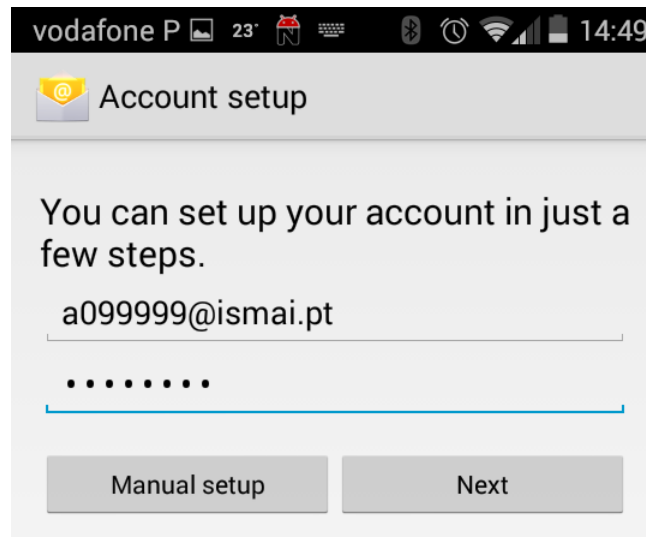 vodafone P 23° 14:49
Account setup
You can set up your account in just a
few steps.
a099999@ismai.pt
••••••••
Manual setup Next